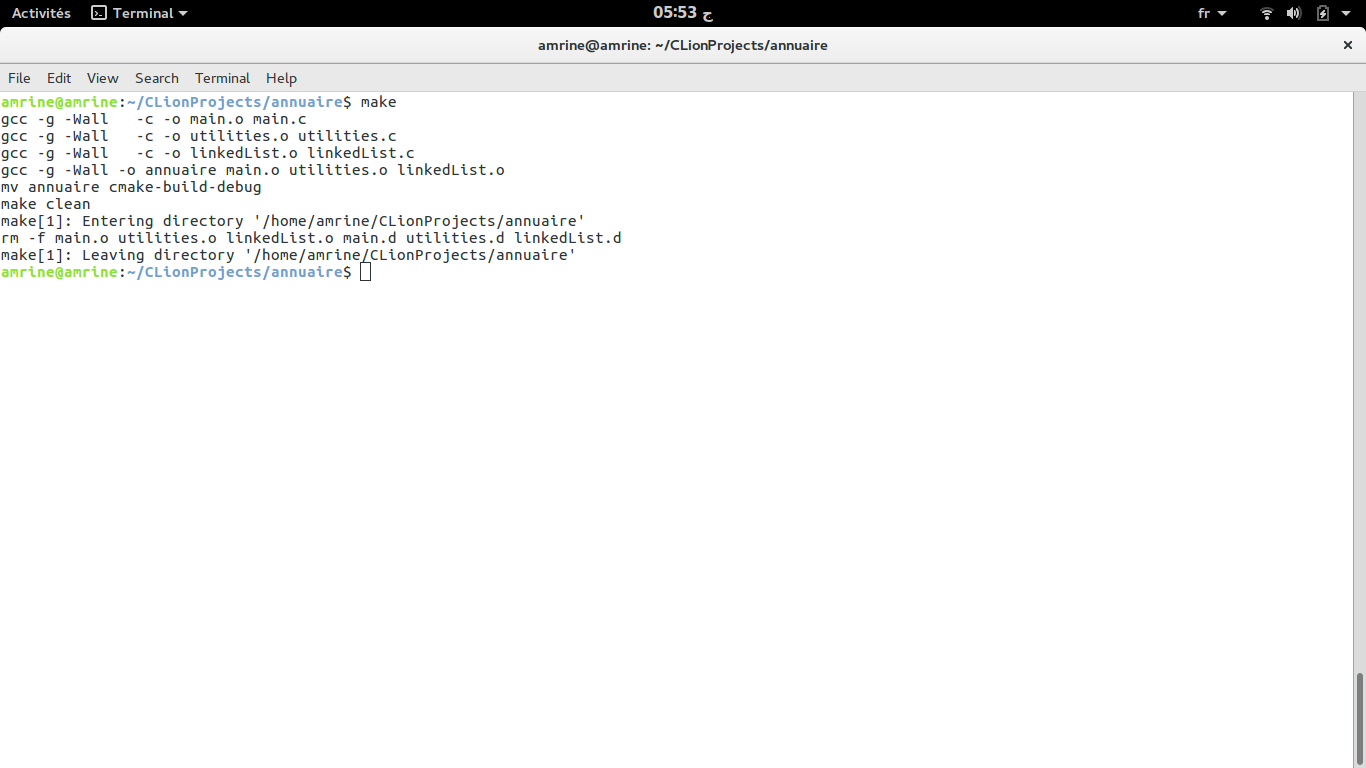 Activités Terminal 05:53 ج fr
amrine@amrine: ~/CLionProjects/annuaire
File Edit View Search Terminal Help
amrine@amrine:~/CLionProjects/annuaire$ make
gcc -g -Wall   -c -o main.o main.c
gcc -g -Wall   -c -o utilities.o utilities.c
gcc -g -Wall   -c -o linkedList.o linkedList.c
gcc -g -Wall -o annuaire main.o utilities.o linkedList.o
mv annuaire cmake-build-debug
make clean
make[1]: Entering directory '/home/amrine/CLionProjects/annuaire'
rm -f main.o utilities.o linkedList.o main.d utilities.d linkedList.d
make[1]: Leaving directory '/home/amrine/CLionProjects/annuaire'
amrine@amrine:~/CLionProjects/annuaire$